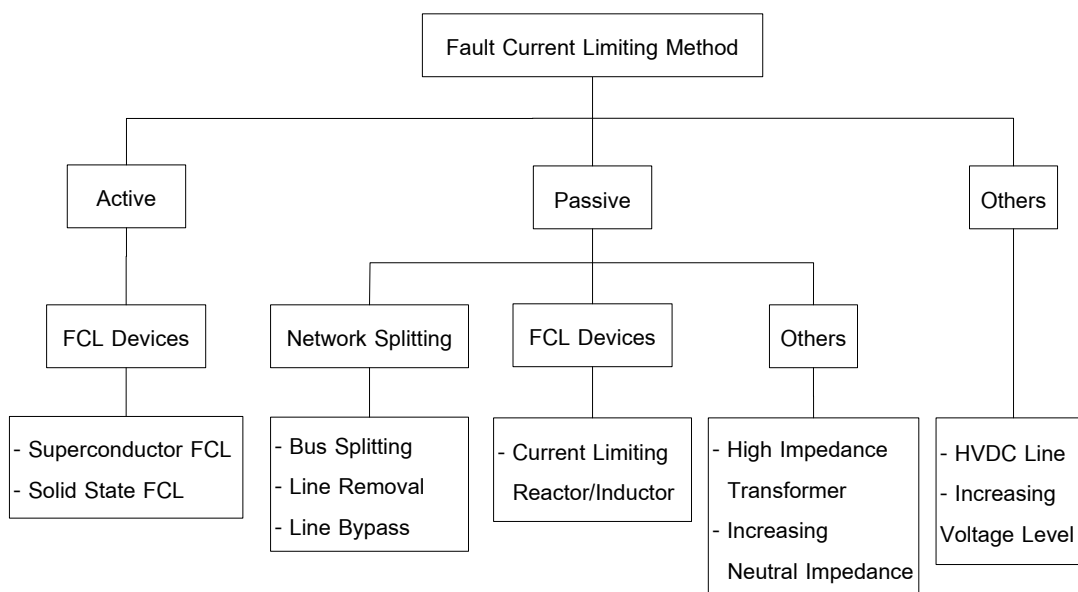 Fault Current Limiting Method
Active
Passive
Others
FCL Devices
Network Splitting
FCL Devices
Others
- Superconductor FCL
- Solid State FCL
- Bus Splitting
- Line Removal
- Line Bypass
- Current Limiting
Reactor/Inductor
- High Impedance
Transformer
- Increasing
Neutral Impedance
- HVDC Line
- Increasing
Voltage Level